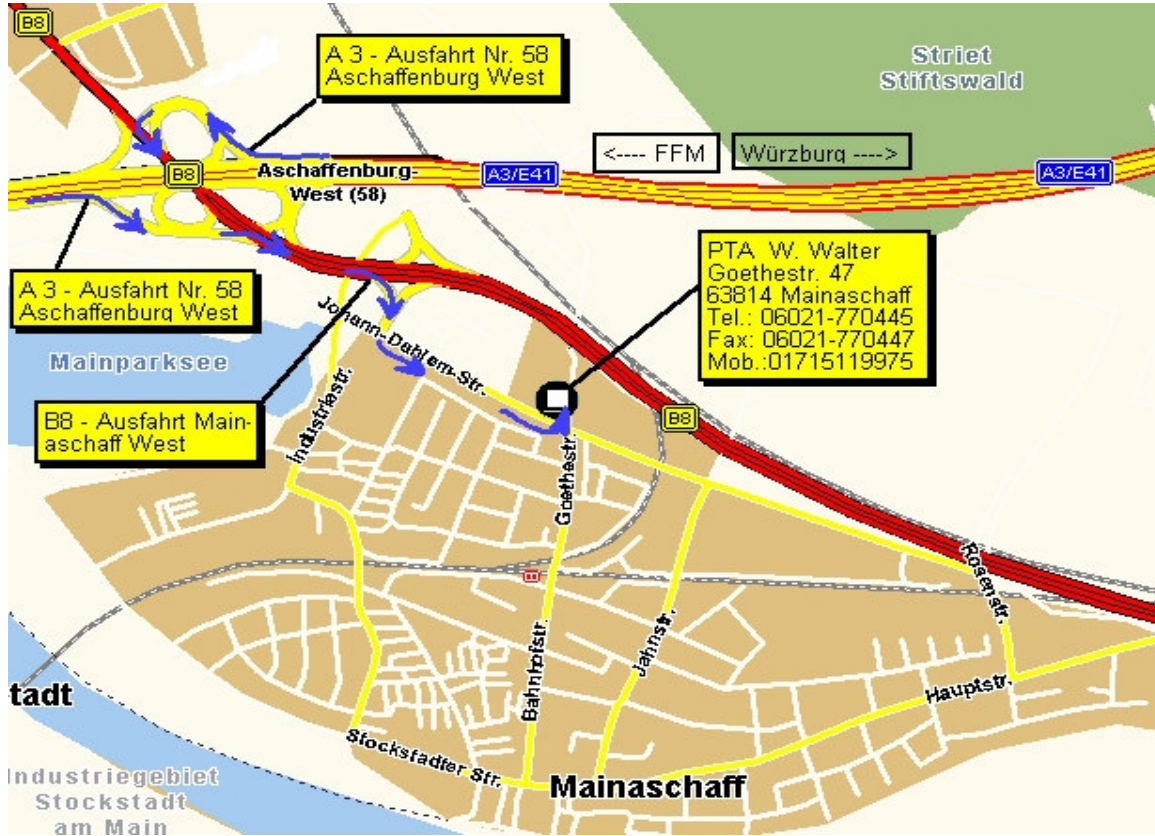 B8
A 3 - Ausfahrt Nr. 58
Aschaffenburg West
Striet
Stiftswald
<---- FFM
Würzburg ---->
B8
Aschaffenburg-
West (58)
A3/E41
A3/E41
PTA W. Walter
Goethestr. 47
63814 Mainaschaff
Tel.: 06021-770445
Fax: 06021-770447
Mob.:01715119975
A 3 - Ausfahrt Nr. 58
Aschaffenburg West
Johann-Dahlem-Str.
Mainparksee
B8 - Ausfahrt Main-
aschaff West
Industriestr.
B8
Goethestr.
Rosenstr.
Jahnstr.
Bahnhofstr.
Hauptstr.
tadt
Stockstadter Str.
Mainaschaff
Industriegebiet
Stockstadt
am Main